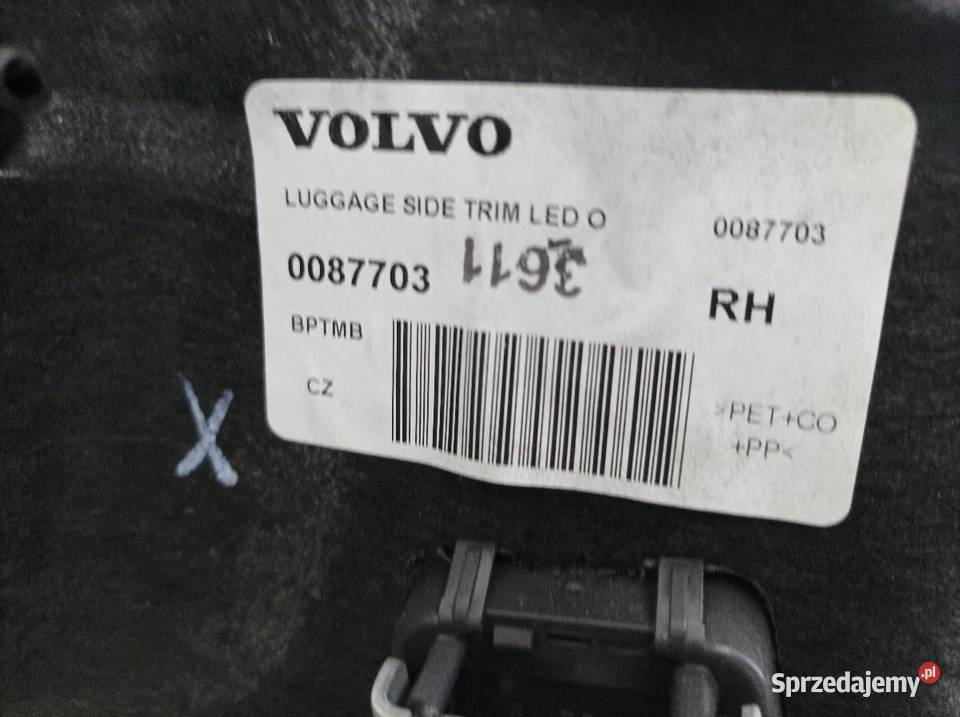 VOLVO
LUGGAGE SIDE TRIM LED O
0087703
0087703
3611
RH
BPTMB
CZ
>PET+CO
+PP<
X
Sprzedajemy.pl